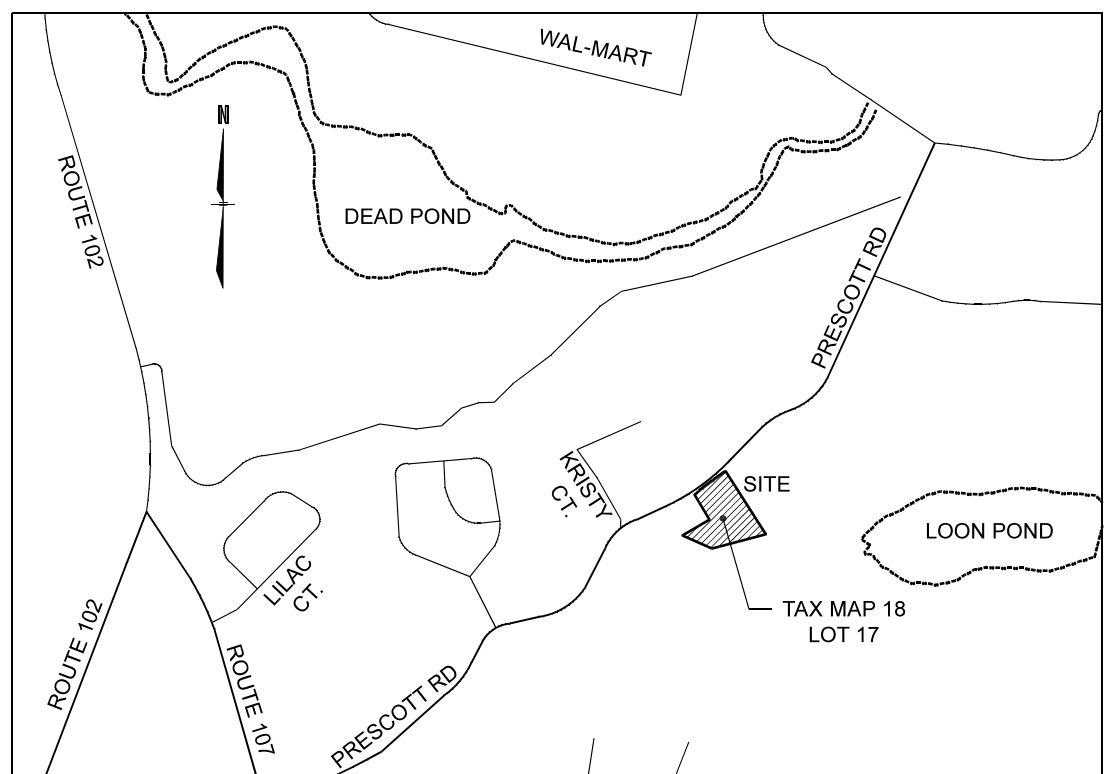 WAL-MART
N
ROUTE 102
DEAD POND
PRESCOTT RD
KRISTY
CT.
SITE
LOON POND
LILAC
CT.
TAX MAP 18
LOT 17
ROUTE 102
ROUTE 107
PRESCOTT RD